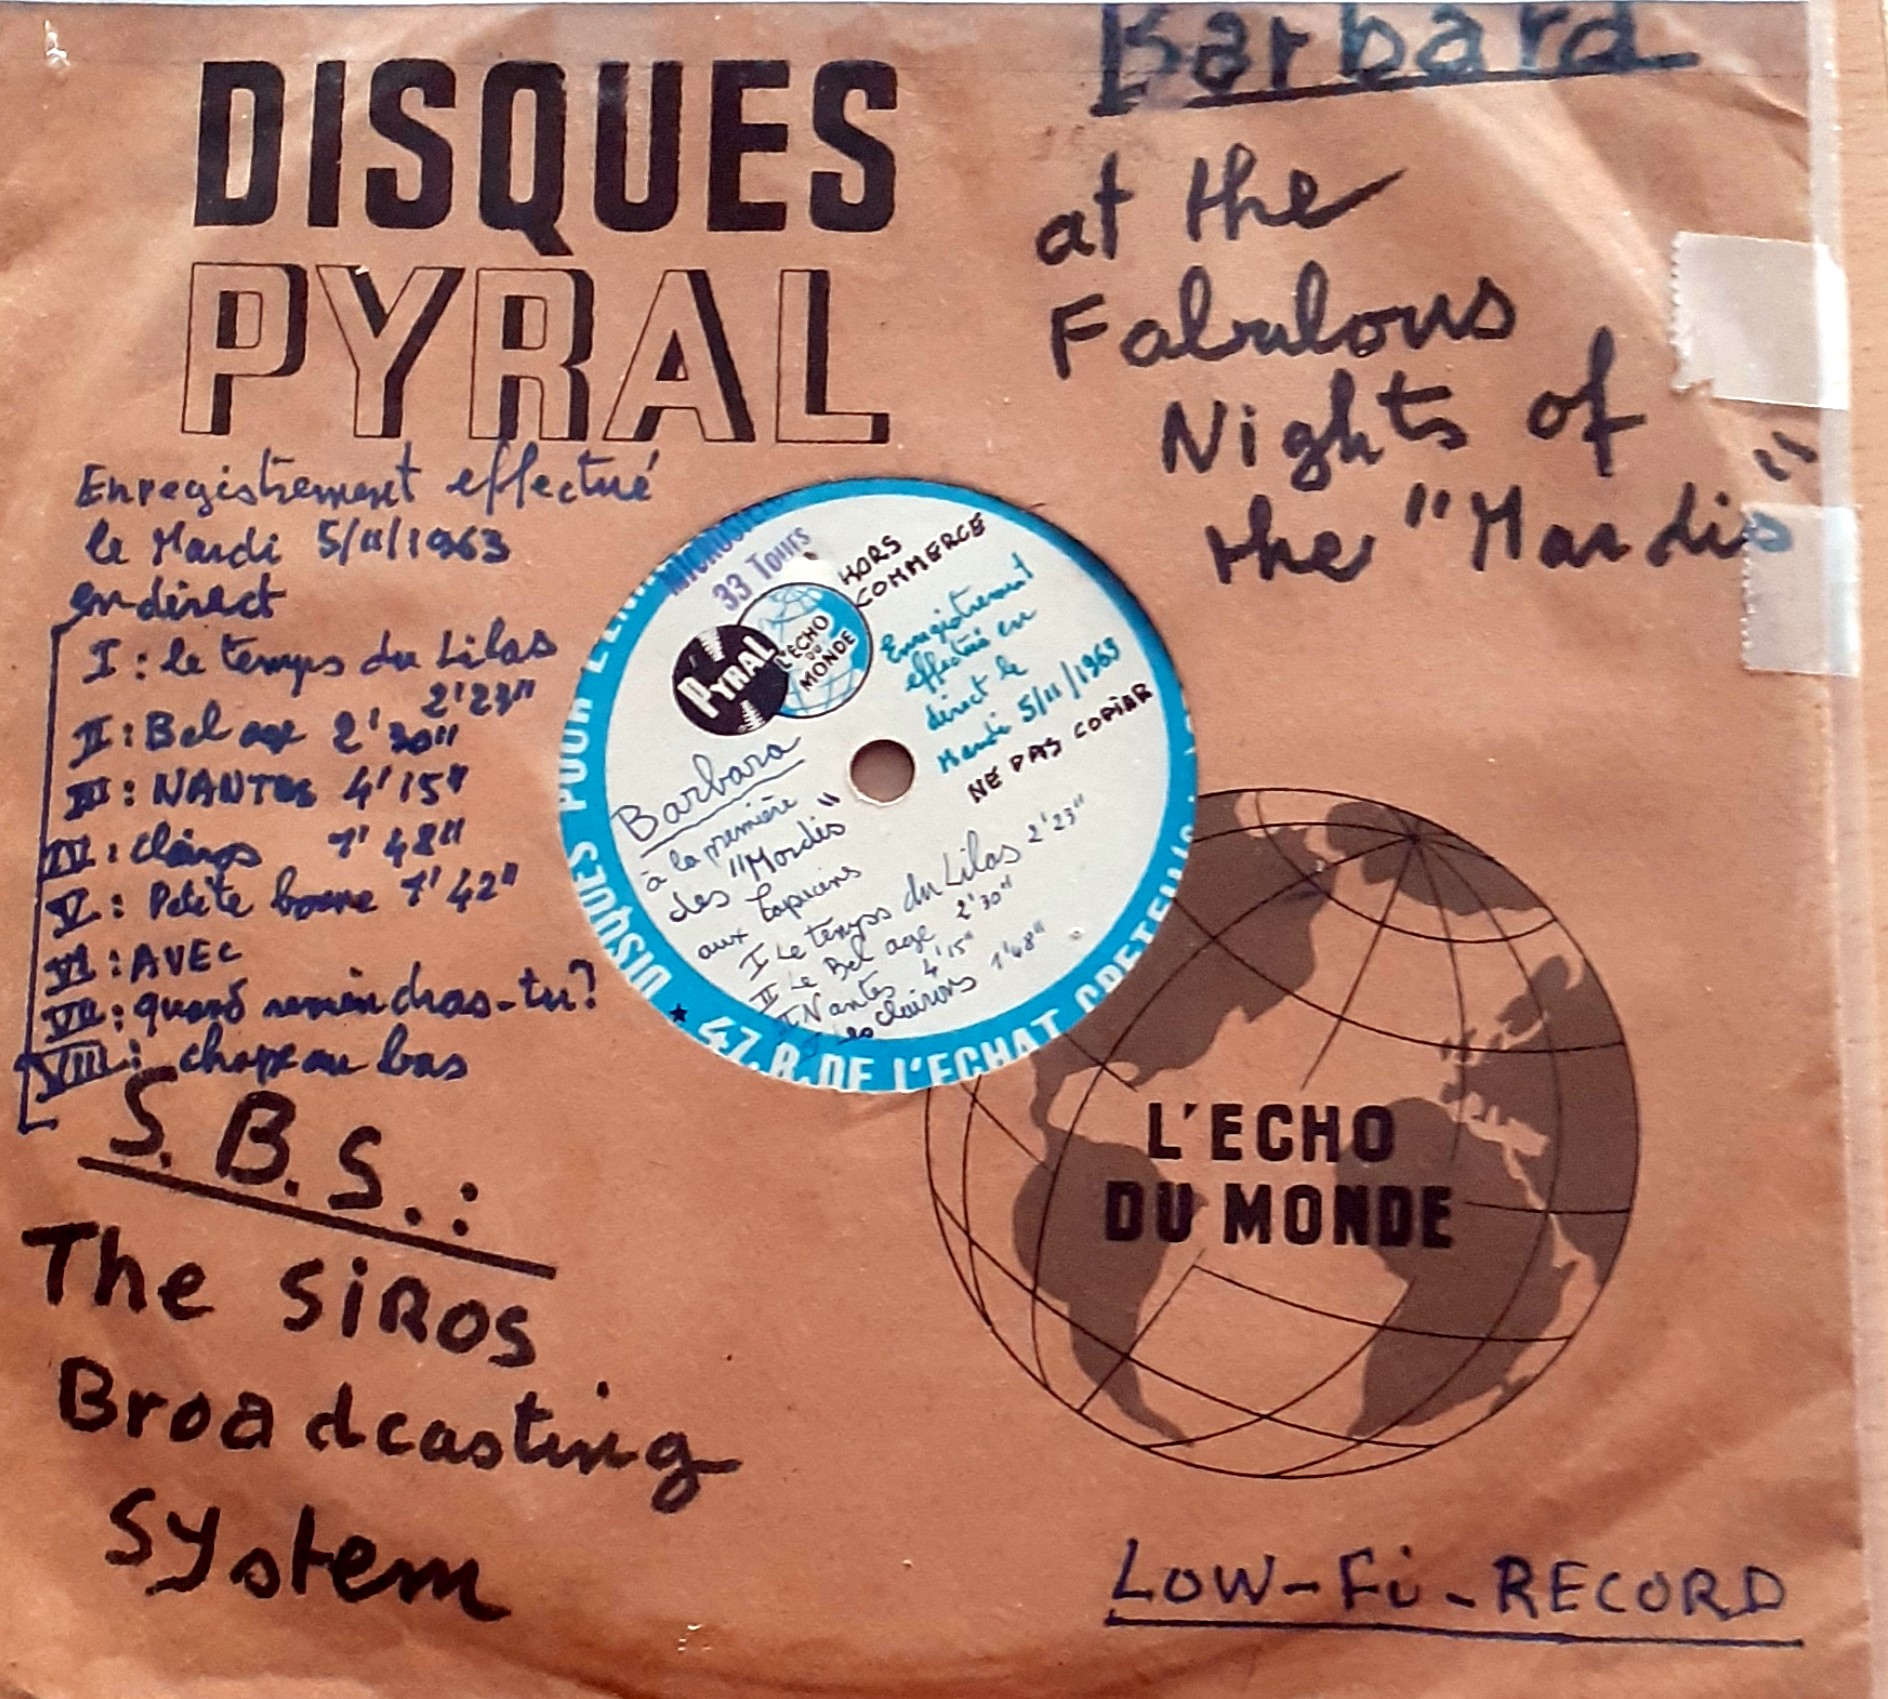 DISQUES
PYRAL
Barbara
at the
Fabulous
Nights of
the "Mardis"
Enregistrement effectué
le Mardi 5/11/1963
en direct
I : le temps du Lilas
2'23"
II : Bel age 2'30"
III : NANTES 4'15"
IV : clairons 1'48"
V : Petite boene 1'42"
VI : AVEC
VII : quand reviendras-tu?
VIII : chapeau bas
S.B.S. :
The SIROS
Broadcasting
System
MICROSILLON
33 Tours
HORS
COMMERCE
PYRAL
L'ÉCHO
DU
MONDE
Enregistrement
effectué en
direct le
Mardi 5/11/1963
NE PAS COPIER
Barbara
à la première
des "Mardis"
aux Capucins
I Le temps du Lilas 2'23"
II Le Bel age 2'30"
III Nantes 4'15"
les clairons 1'48"
DISQUES POUR L'ENR
★ 47. R. DE L'ECHAT CRETEIL
L'ECHO
DU MONDE
LOW-Fi-RECORD